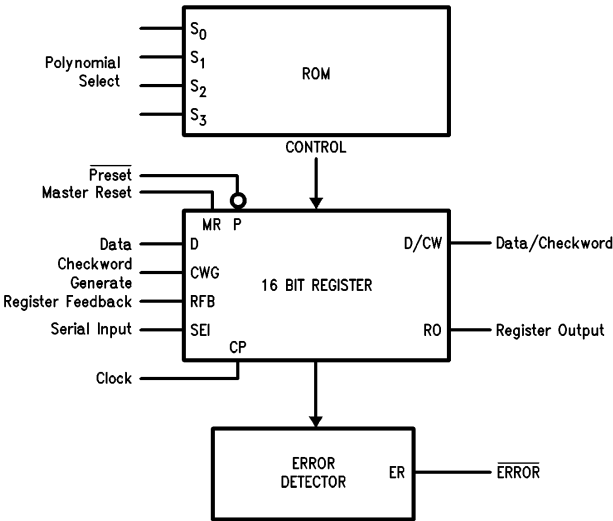 S0
Polynomial
Select
S1
S2
S3
ROM
CONTROL
Preset
Master Reset
MR P
Data
D
D/CW
Data/Checkword
Checkword
Generate
CWG
16 BIT REGISTER
Register Feedback
RFB
Serial Input
SEI
RO
Register Output
CP
Clock
ERROR
DETECTOR
ER
ERROR